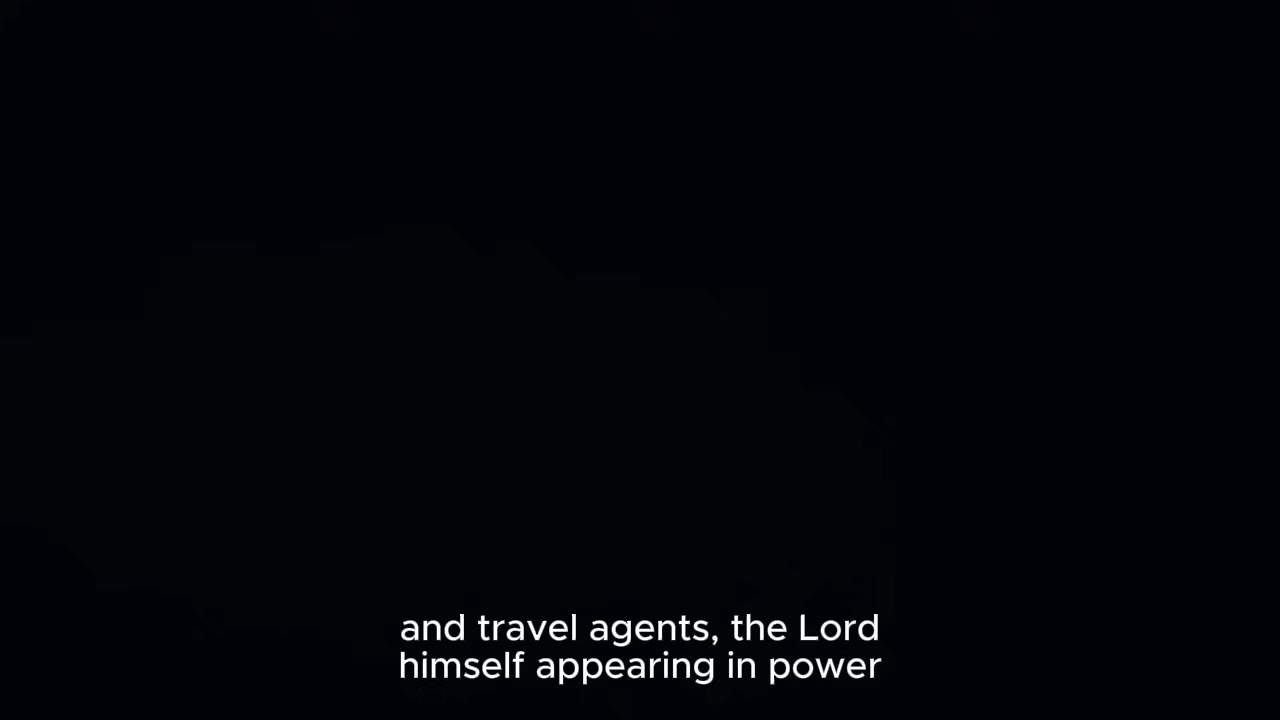 and travel agents, the Lord
himself appearing in power